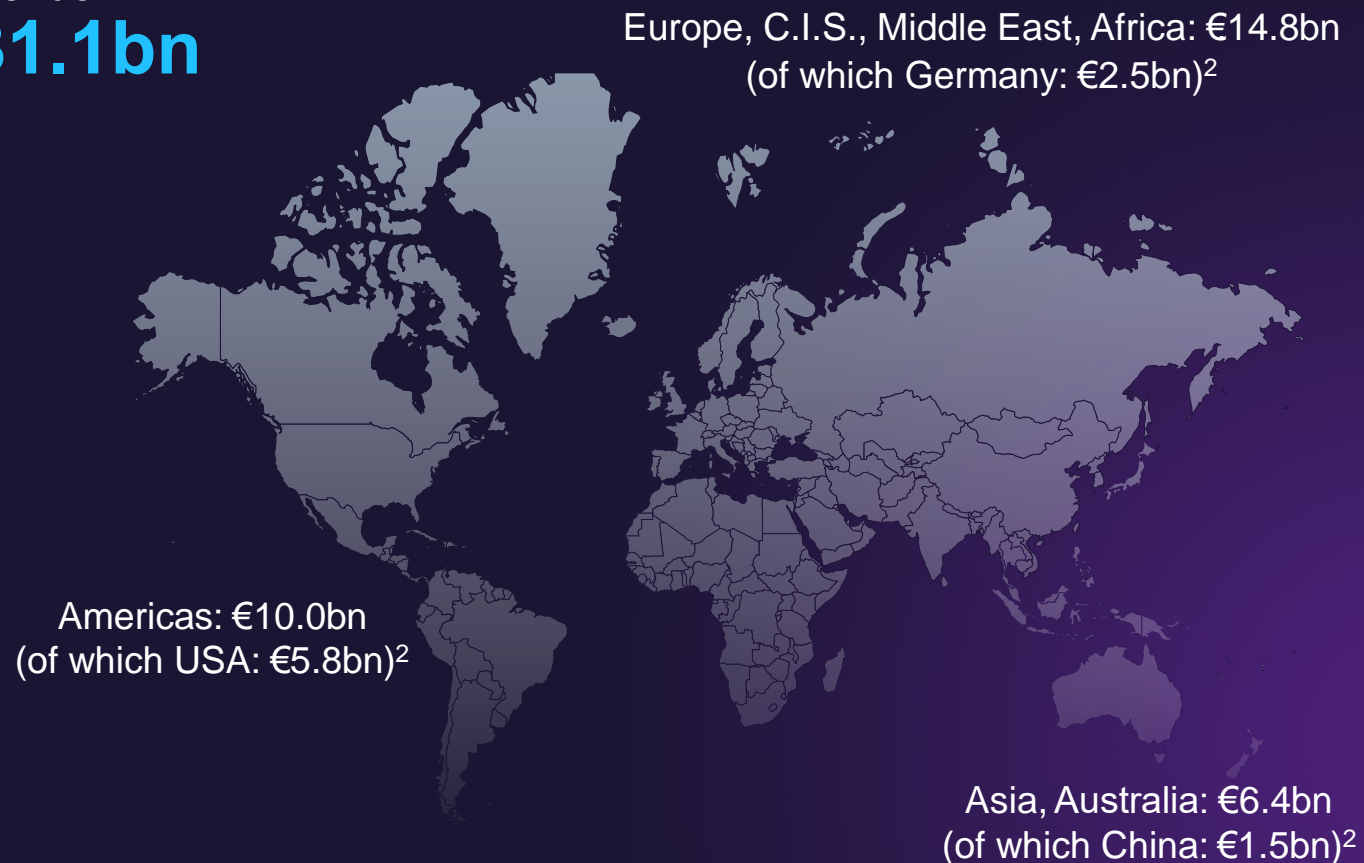 1.1bn
Europe, C.I.S., Middle East, Africa: €14.8bn
(of which Germany: €2.5bn)²
Americas: €10.0bn
(of which USA: €5.8bn)²
Asia, Australia: €6.4bn
(of which China: €1.5bn)²